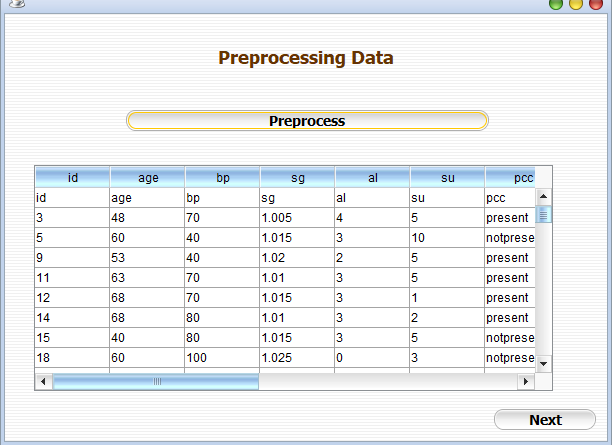 Preprocessing Data
Preprocess
id age bp sg al su pcc
id age bp sg al su pcc
3 48 70 1.005 4 5 present
5 60 40 1.015 3 10 notprese
9 53 40 1.02 2 5 present
11 63 70 1.01 3 5 present
12 68 70 1.015 3 1 present
14 68 80 1.01 3 2 present
15 40 80 1.015 3 5 notprese
18 60 100 1.025 0 3 notprese
Next